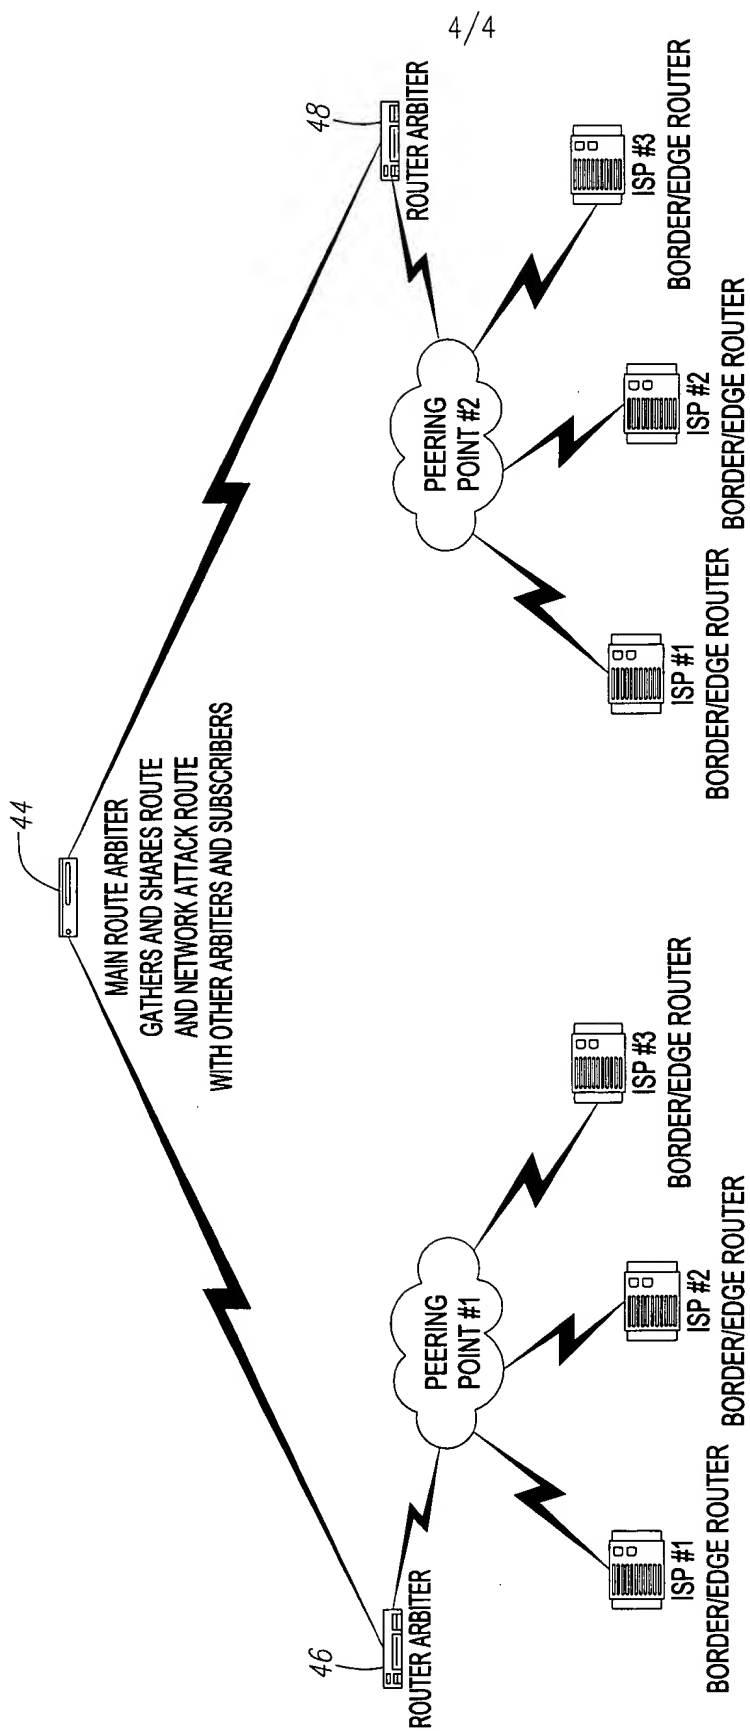 4/4
44
MAIN ROUTE ARBITER
GATHERS AND SHARES ROUTE
AND NETWORK ATTACK ROUTE
WITH OTHER ARBITERS AND SUBSCRIBERS
46
ROUTER ARBITER
48
ROUTER ARBITER
PEERING
POINT #1
PEERING
POINT #2
ISP #1
BORDER/EDGE ROUTER
ISP #2
BORDER/EDGE ROUTER
ISP #3
BORDER/EDGE ROUTER
ISP #1
BORDER/EDGE ROUTER
ISP #2
BORDER/EDGE ROUTER
ISP #3
BORDER/EDGE ROUTER